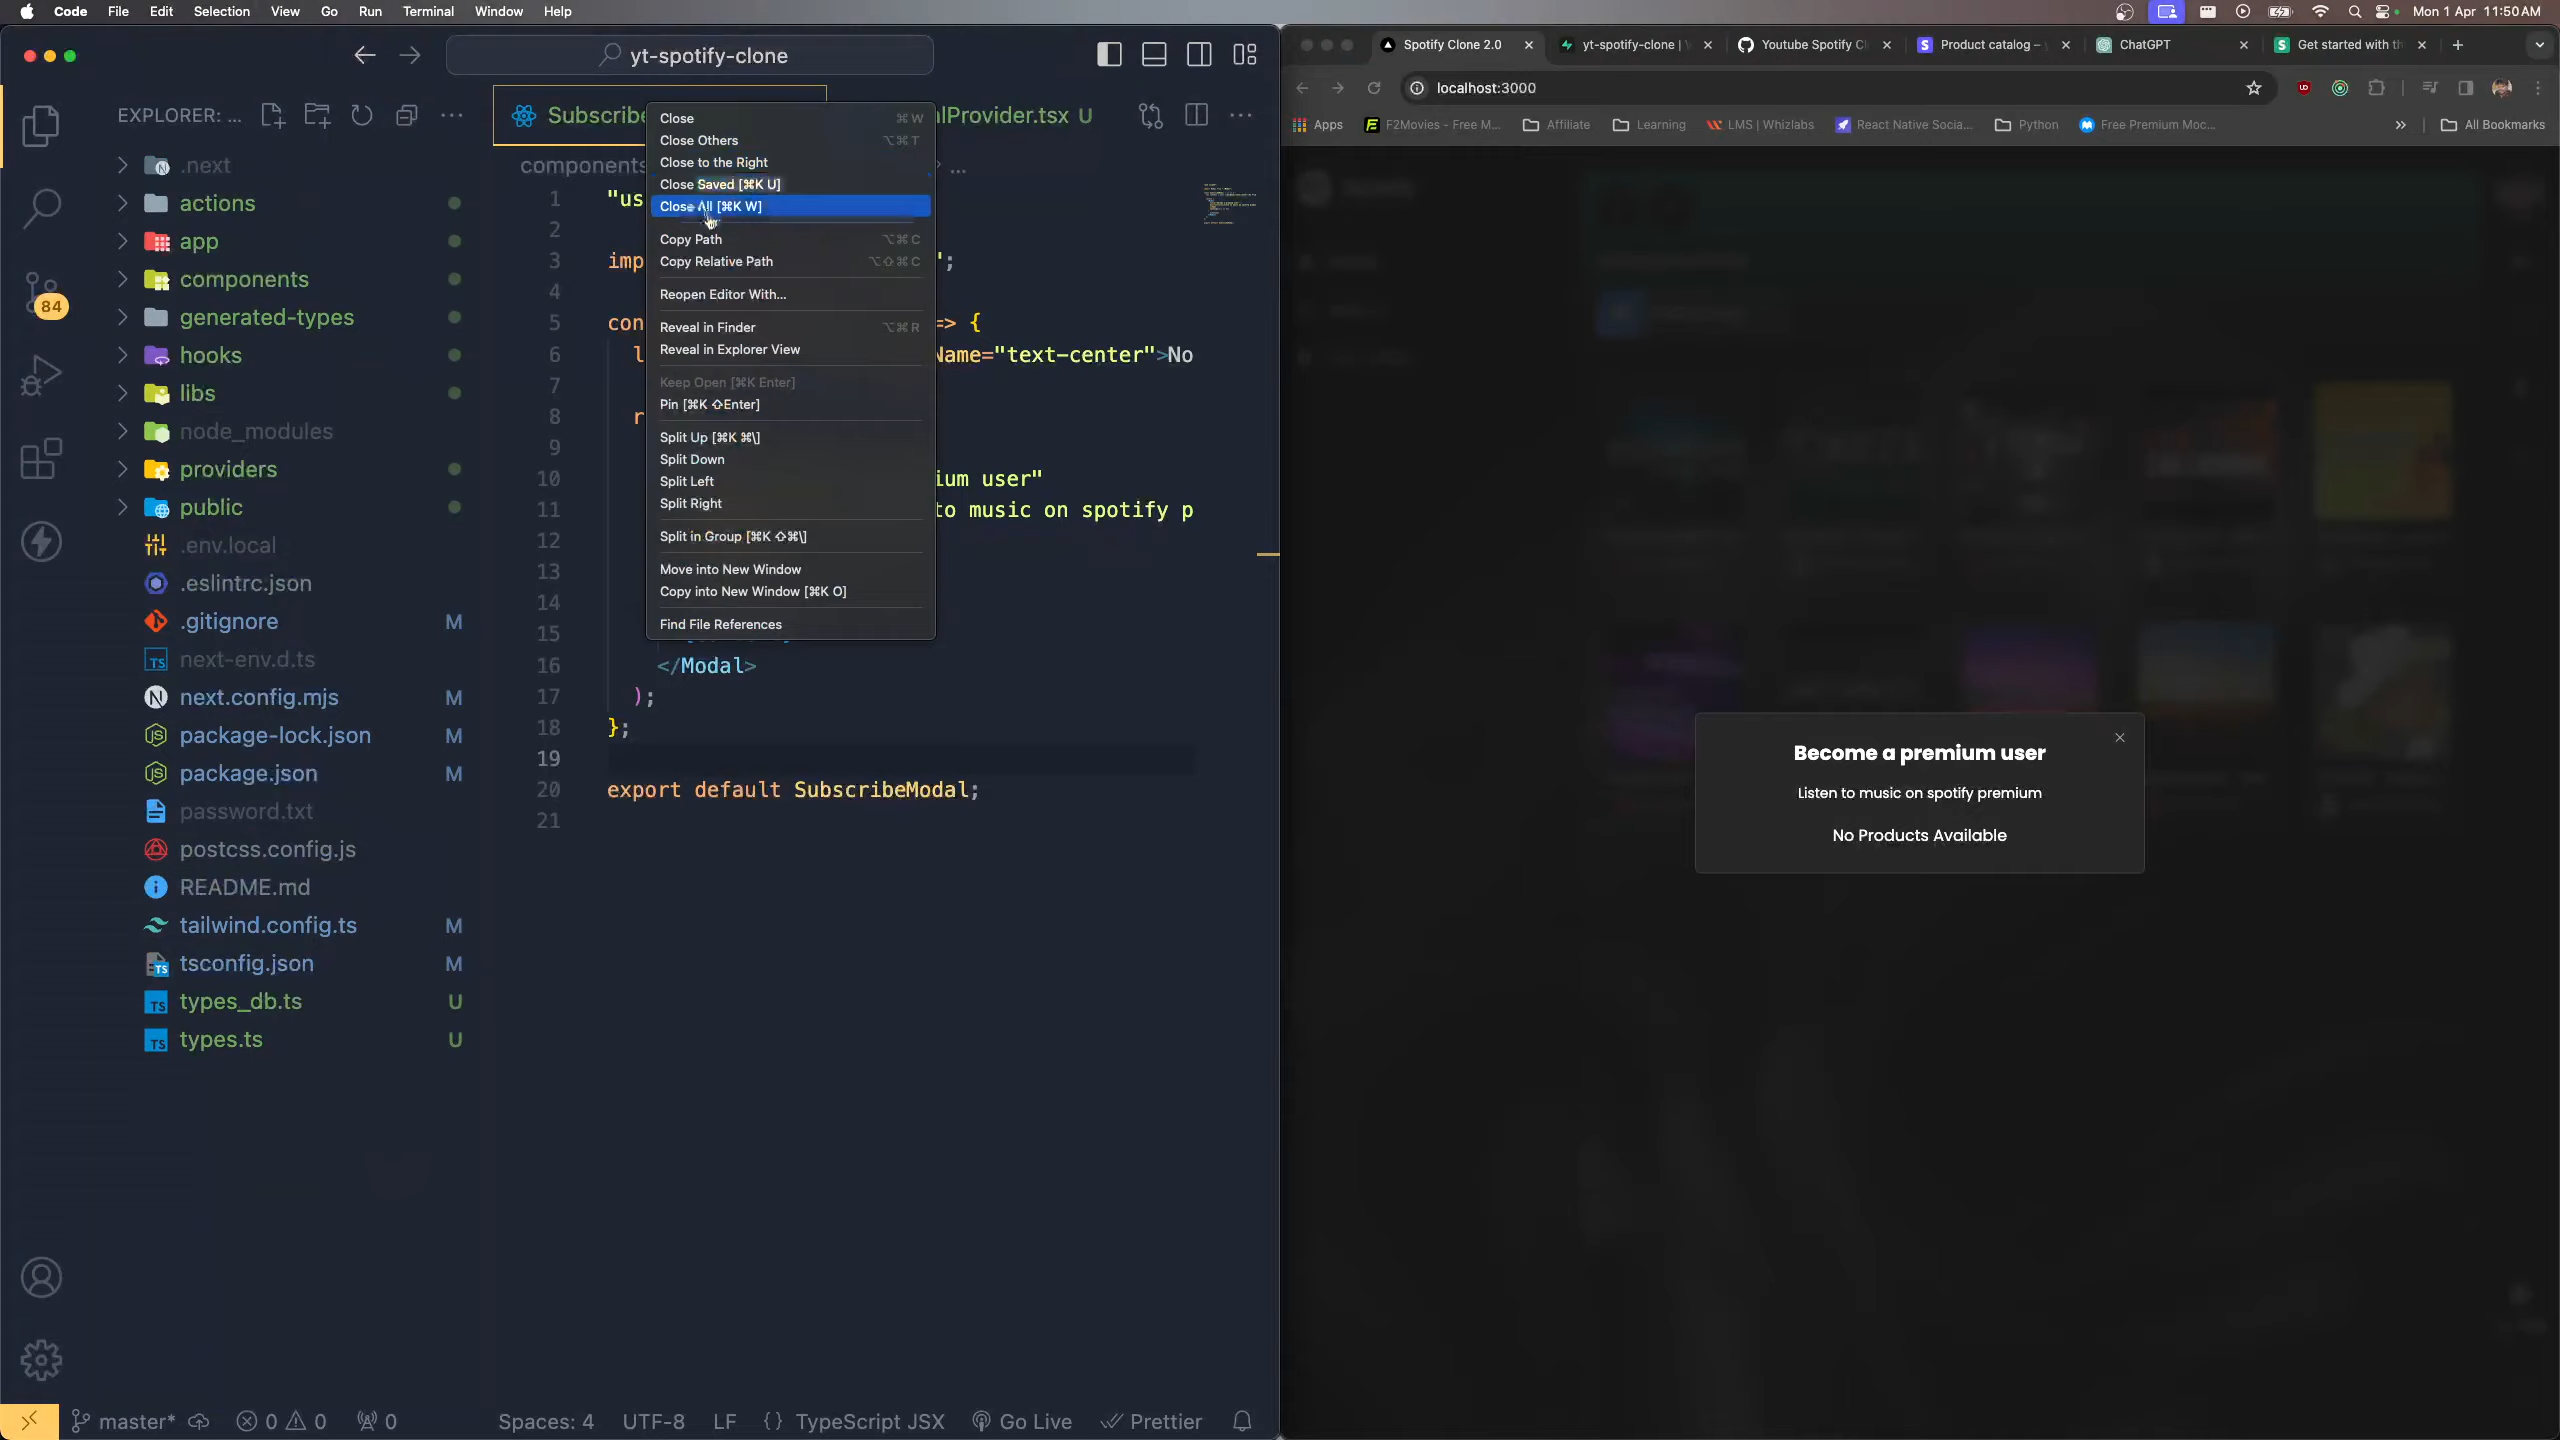 Code File Edit Selection View Go Run Terminal Window Help
Mon 1 Apr 11:50 AM
yt-spotify-clone
EXPLORER: ...
.next
actions
app
components
generated-types
hooks
libs
node_modules
providers
public
.env.local
.eslintrc.json
.gitignore M
next-env.d.ts
next.config.mjs M
package-lock.json M
package.json M
password.txt
postcss.config.js
README.md
tailwind.config.ts M
tsconfig.json M
types_db.ts U
types.ts U
84
Subscribe
lProvider.tsx U
components
...
1 "us
2
3 imp ";
4
5 con => {
6 l Name="text-center">No
7
8 r
9
10 ium user"
11 to music on spotify p
12
13
14
15
16 </Modal>
17 );
18 };
19
20 export default SubscribeModal;
21
Close ⌘W
Close Others ⌥⌘T
Close to the Right
Close Saved [⌘K U]
Close All [⌘K W]
Copy Path ⌥⌘C
Copy Relative Path ⌥⇧⌘C
Reopen Editor With...
Reveal in Finder ⌥⌘R
Reveal in Explorer View
Keep Open [⌘K Enter]
Pin [⌘K ⇧Enter]
Split Up [⌘K ⌘\]
Split Down
Split Left
Split Right
Split in Group [⌘K ⇧⌘\]
Move into New Window
Copy into New Window [⌘K O]
Find File References
master* 0 0 0
Spaces: 4 UTF-8 LF {} TypeScript JSX Go Live Prettier
Spotify Clone 2.0
yt-spotify-clone |
Youtube Spotify Cl
Product catalog –
ChatGPT
Get started with th
localhost:3000
Apps
F2Movies - Free M...
Affiliate
Learning
LMS | Whizlabs
React Native Socia...
Python
Free Premium Moc...
All Bookmarks
Become a premium user
Listen to music on spotify premium
No Products Available